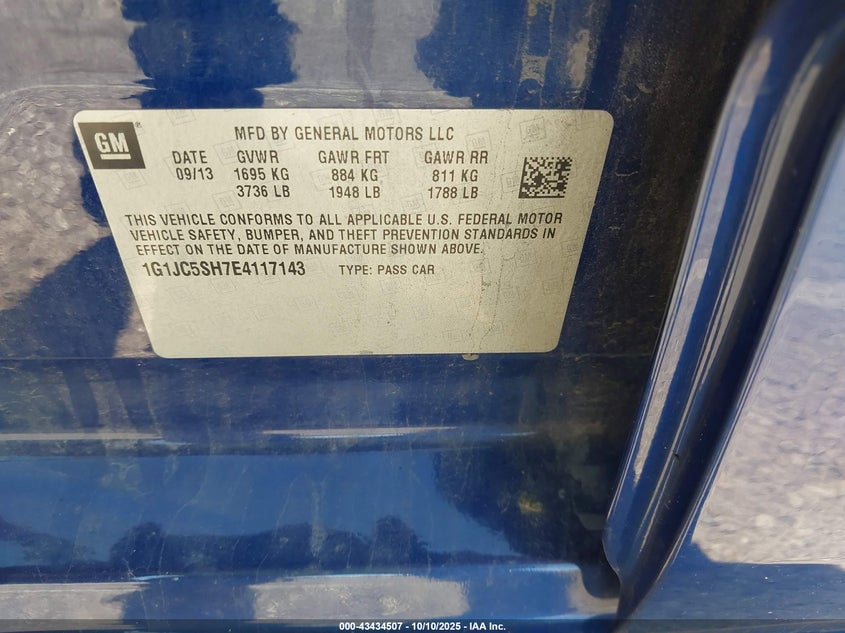 GM®
MFD BY GENERAL MOTORS LLC
DATE GVWR GAWR FRT GAWR RR
09/13 1695 KG 884 KG 811 KG
3736 LB 1948 LB 1788 LB
THIS VEHICLE CONFORMS TO ALL APPLICABLE U.S. FEDERAL MOTOR
VEHICLE SAFETY, BUMPER, AND THEFT PREVENTION STANDARDS IN
EFFECT ON THE DATE OF MANUFACTURE SHOWN ABOVE.
1G1JC5SH7E4117143 TYPE: PASS CAR
000-43434507 - 10/10/2025 - IAA Inc.